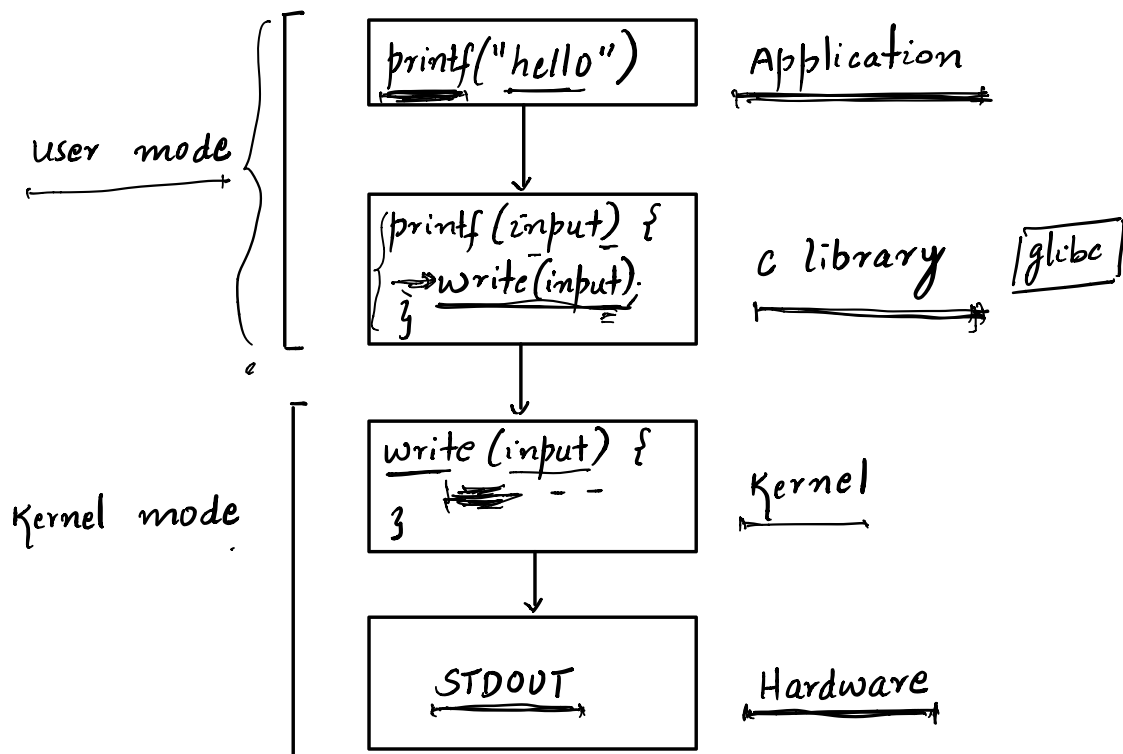 printf("hello")
Application
user mode
printf (input) {
write(input);
}
c library
glibc
write (input) {
}
Kernel
Kernel mode
STDOUT
Hardware